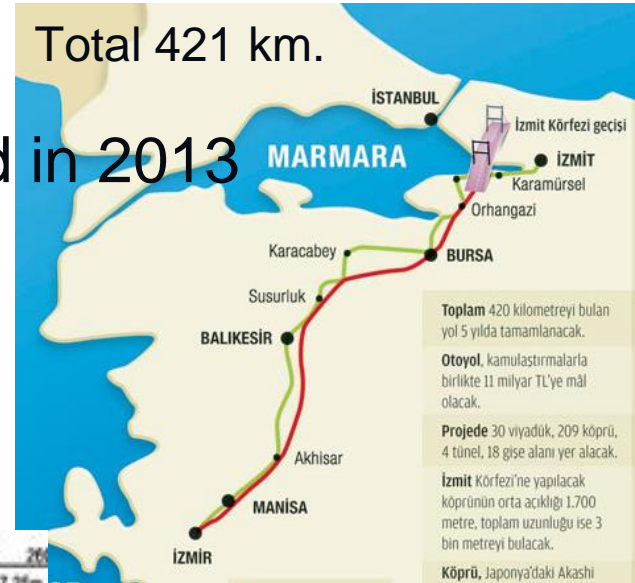 Total 421 km.
in 2013
İSTANBUL
İzmit Körfezi geçişi
MARMARA
İZMİT
Karamürsel
Orhangazi
Karacabey
BURSA
Susurluk
BALIKESİR
Akhisar
MANİSA
İZMİR
Toplam 420 kilometreyi bulan
yol 5 yılda tamamlanacak.
Otoyol, kamulaştırmalarla
birlikte 11 milyar TL'ye mâl
olacak.
Projede 30 viyadük, 209 köprü,
4 tünel, 18 gişe alanı yer alacak.
İzmit Körfezi'ne yapılacak
köprünün orta açıklığı 1.700
metre, toplam uzunluğu ise 3
bin metreyi bulacak.
Köprü, Japonya'daki Akashi